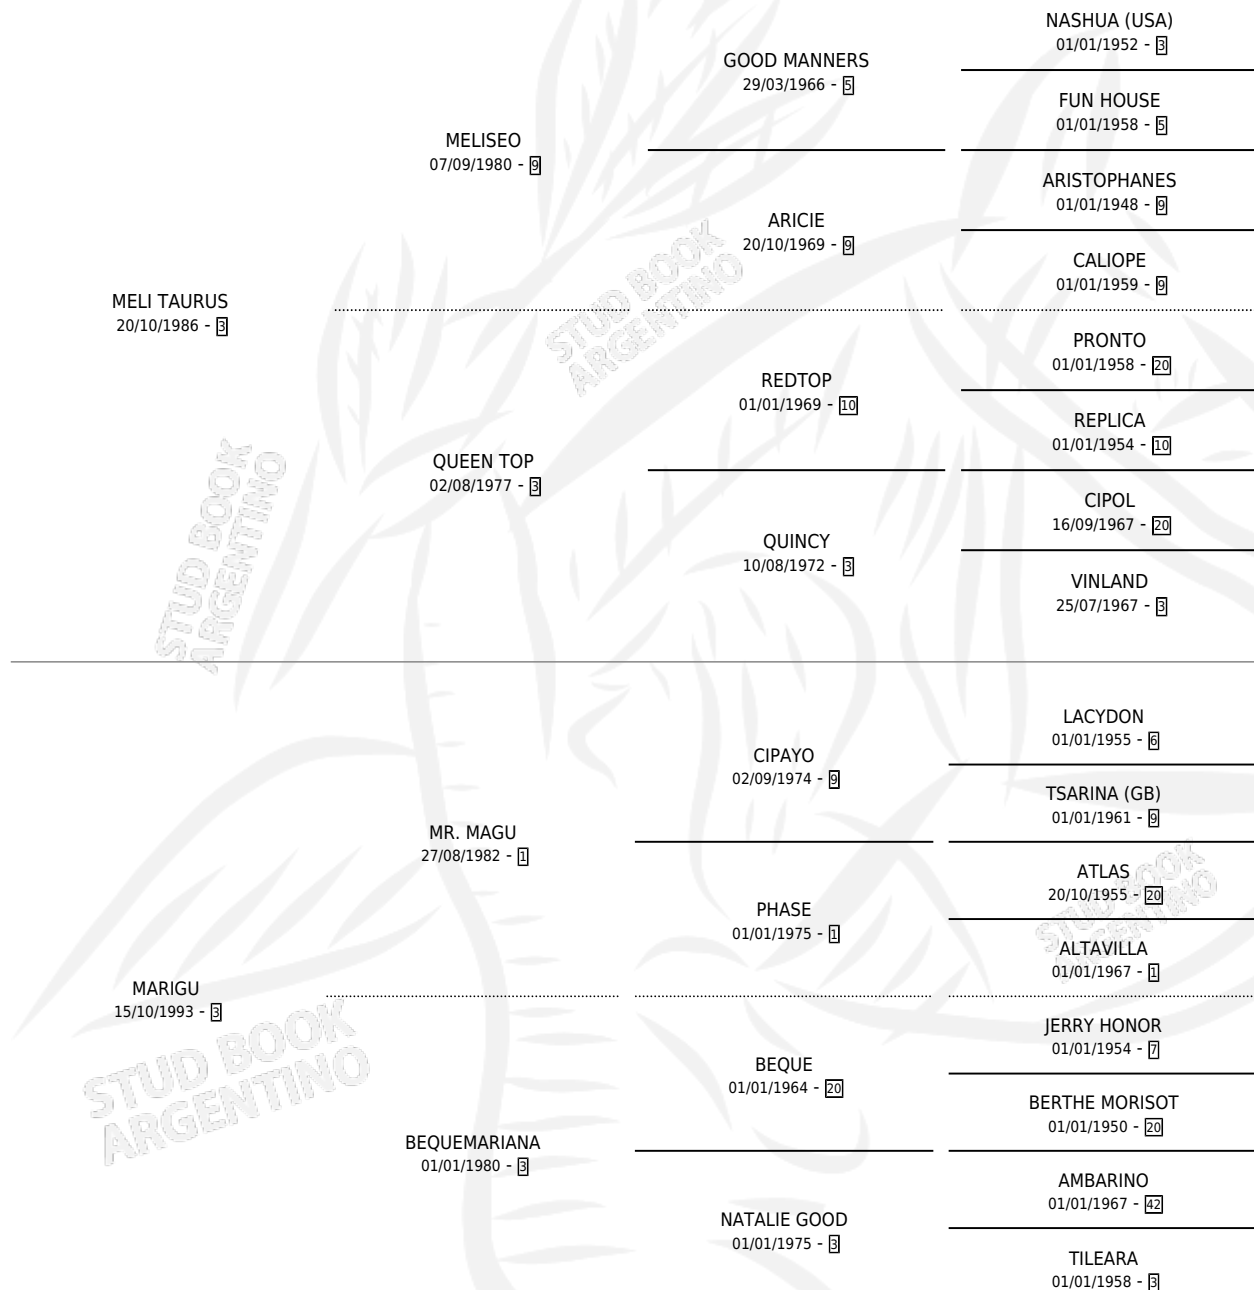 NASHUA (USA)
01/01/1952 - 3
GOOD MANNERS
29/03/1966 - 5
FUN HOUSE
01/01/1958 - 5
MELISEO
07/09/1980 - 9
ARISTOPHANES
01/01/1948 - 9
ARICIE
20/10/1969 - 9
CALIOPE
01/01/1959 - 9
MELI TAURUS
20/10/1986 - 3
PRONTO
01/01/1958 - 20
REDTOP
01/01/1969 - 10
REPLICA
01/01/1954 - 10
QUEEN TOP
02/08/1977 - 3
CIPOL
16/09/1967 - 20
QUINCY
10/08/1972 - 3
VINLAND
25/07/1967 - 3
STUD BOOK
ARGENTINO
STUD BOOK
ARGENTINO
LACYDON
01/01/1955 - 6
CIPAYO
02/09/1974 - 9
TSARINA (GB)
01/01/1961 - 9
MR. MAGU
27/08/1982 - 1
ATLAS
20/10/1955 - 20
PHASE
01/01/1975 - 1
ALTAVILLA
01/01/1967 - 1
STUD BOOK
ARGENTINO
MARIGU
15/10/1993 - 3
JERRY HONOR
01/01/1954 - 7
BEQUE
01/01/1964 - 20
BERTHE MORISOT
01/01/1950 - 20
BEQUEMARIANA
01/01/1980 - 3
AMBARINO
01/01/1967 - 42
NATALIE GOOD
01/01/1975 - 3
TILEARA
01/01/1958 - 3
STUD BOOK
ARGENTINO